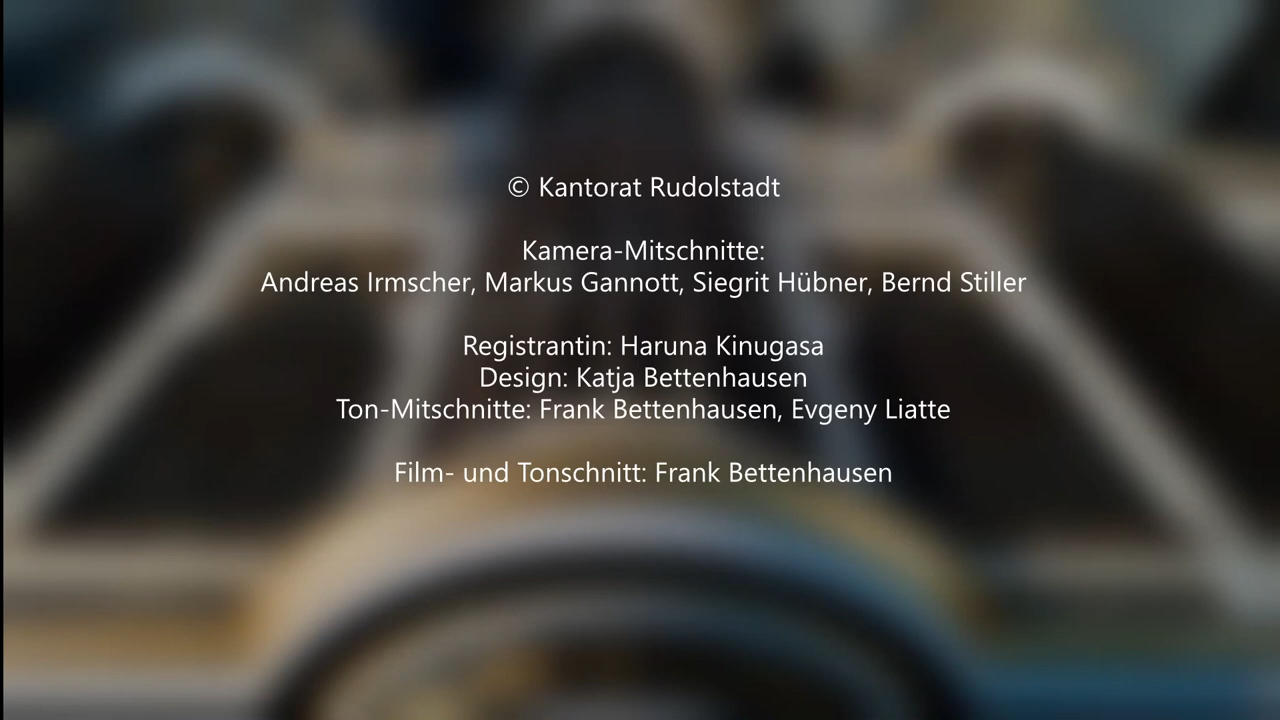 © Kantorat Rudolstadt
Kamera-Mitschnitte:
Andreas Irmscher, Markus Gannott, Siegrit Hübner, Bernd Stiller
Registrantin: Haruna Kinugasa
Design: Katja Bettenhausen
Ton-Mitschnitte: Frank Bettenhausen, Evgeny Liatte
Film- und Tonschnitt: Frank Bettenhausen